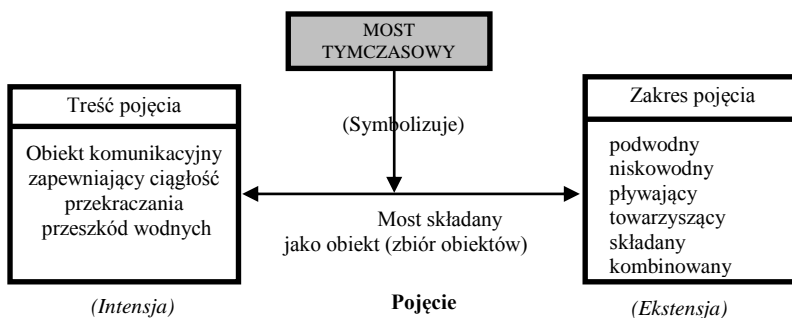 MOST
TYMCZASOWY
Treść pojęcia
Obiekt komunikacyjny
zapewniający ciągłość
przekraczania
przeszkód wodnych
(Intensja)
(Symbolizuje)
Most składany
jako obiekt (zbiór obiektów)
Pojęcie
Zakres pojęcia
podwodny
niskowodny
pływający
towarzyszący
składany
kombinowany
(Ekstensja)